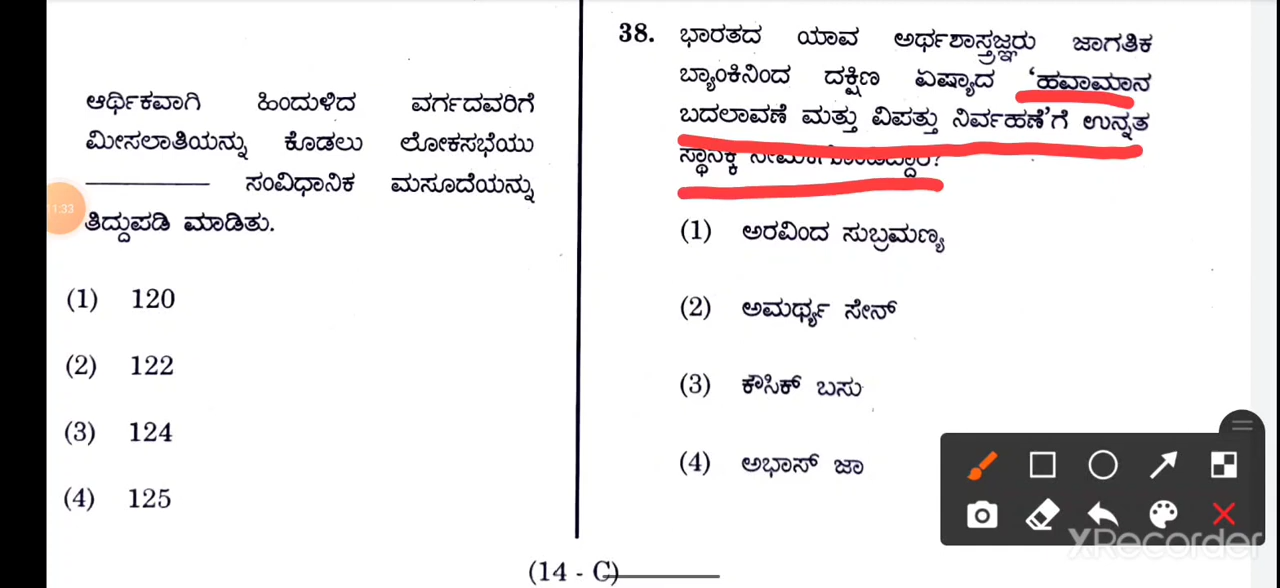 ಆರ್ಥಿಕವಾಗಿ ಹಿಂದುಳಿದ ವರ್ಗದವರಿಗೆ
ಮೀಸಲಾತಿಯನ್ನು ಕೊಡಲು ಲೋಕಸಭೆಯು
__________ ಸಂವಿಧಾನಿಕ ಮಸೂದೆಯನ್ನು
ತಿದ್ದುಪಡಿ ಮಾಡಿತು.
(1) 120
(2) 122
(3) 124
(4) 125
38. ಭಾರತದ ಯಾವ ಅರ್ಥಶಾಸ್ತ್ರಜ್ಞರು ಜಾಗತಿಕ
ಬ್ಯಾಂಕಿನಿಂದ ದಕ್ಷಿಣ ಏಷ್ಯಾದ ‘ಹವಾಮಾನ
ಬದಲಾವಣೆ ಮತ್ತು ವಿಪತ್ತು ನಿರ್ವಹಣೆ’ಗೆ ಉನ್ನತ
ಸ್ಥಾನಕ್ಕೆ ನೇಮಕಗೊಂಡಿದ್ದಾರೆ?
(1) ಅರವಿಂದ ಸುಬ್ರಮಣ್ಯ
(2) ಅಮರ್ಥ್ಯ ಸೇನ್
(3) ಕೌಸಿಕ್ ಬಸು
(4) ಅಭಾಸ್ ಜಾ
(14 - C)
1:33
XRecorder